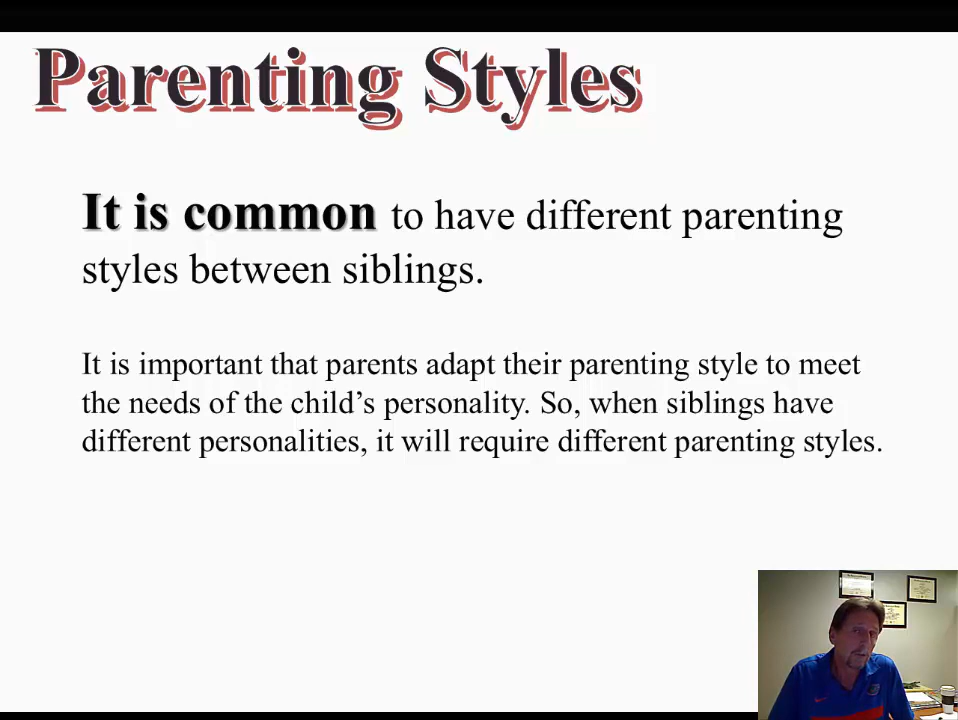 Parenting Styles
It is common to have different parenting
styles between siblings.
It is important that parents adapt their parenting style to meet
the needs of the child’s personality. So, when siblings have
different personalities, it will require different parenting styles.